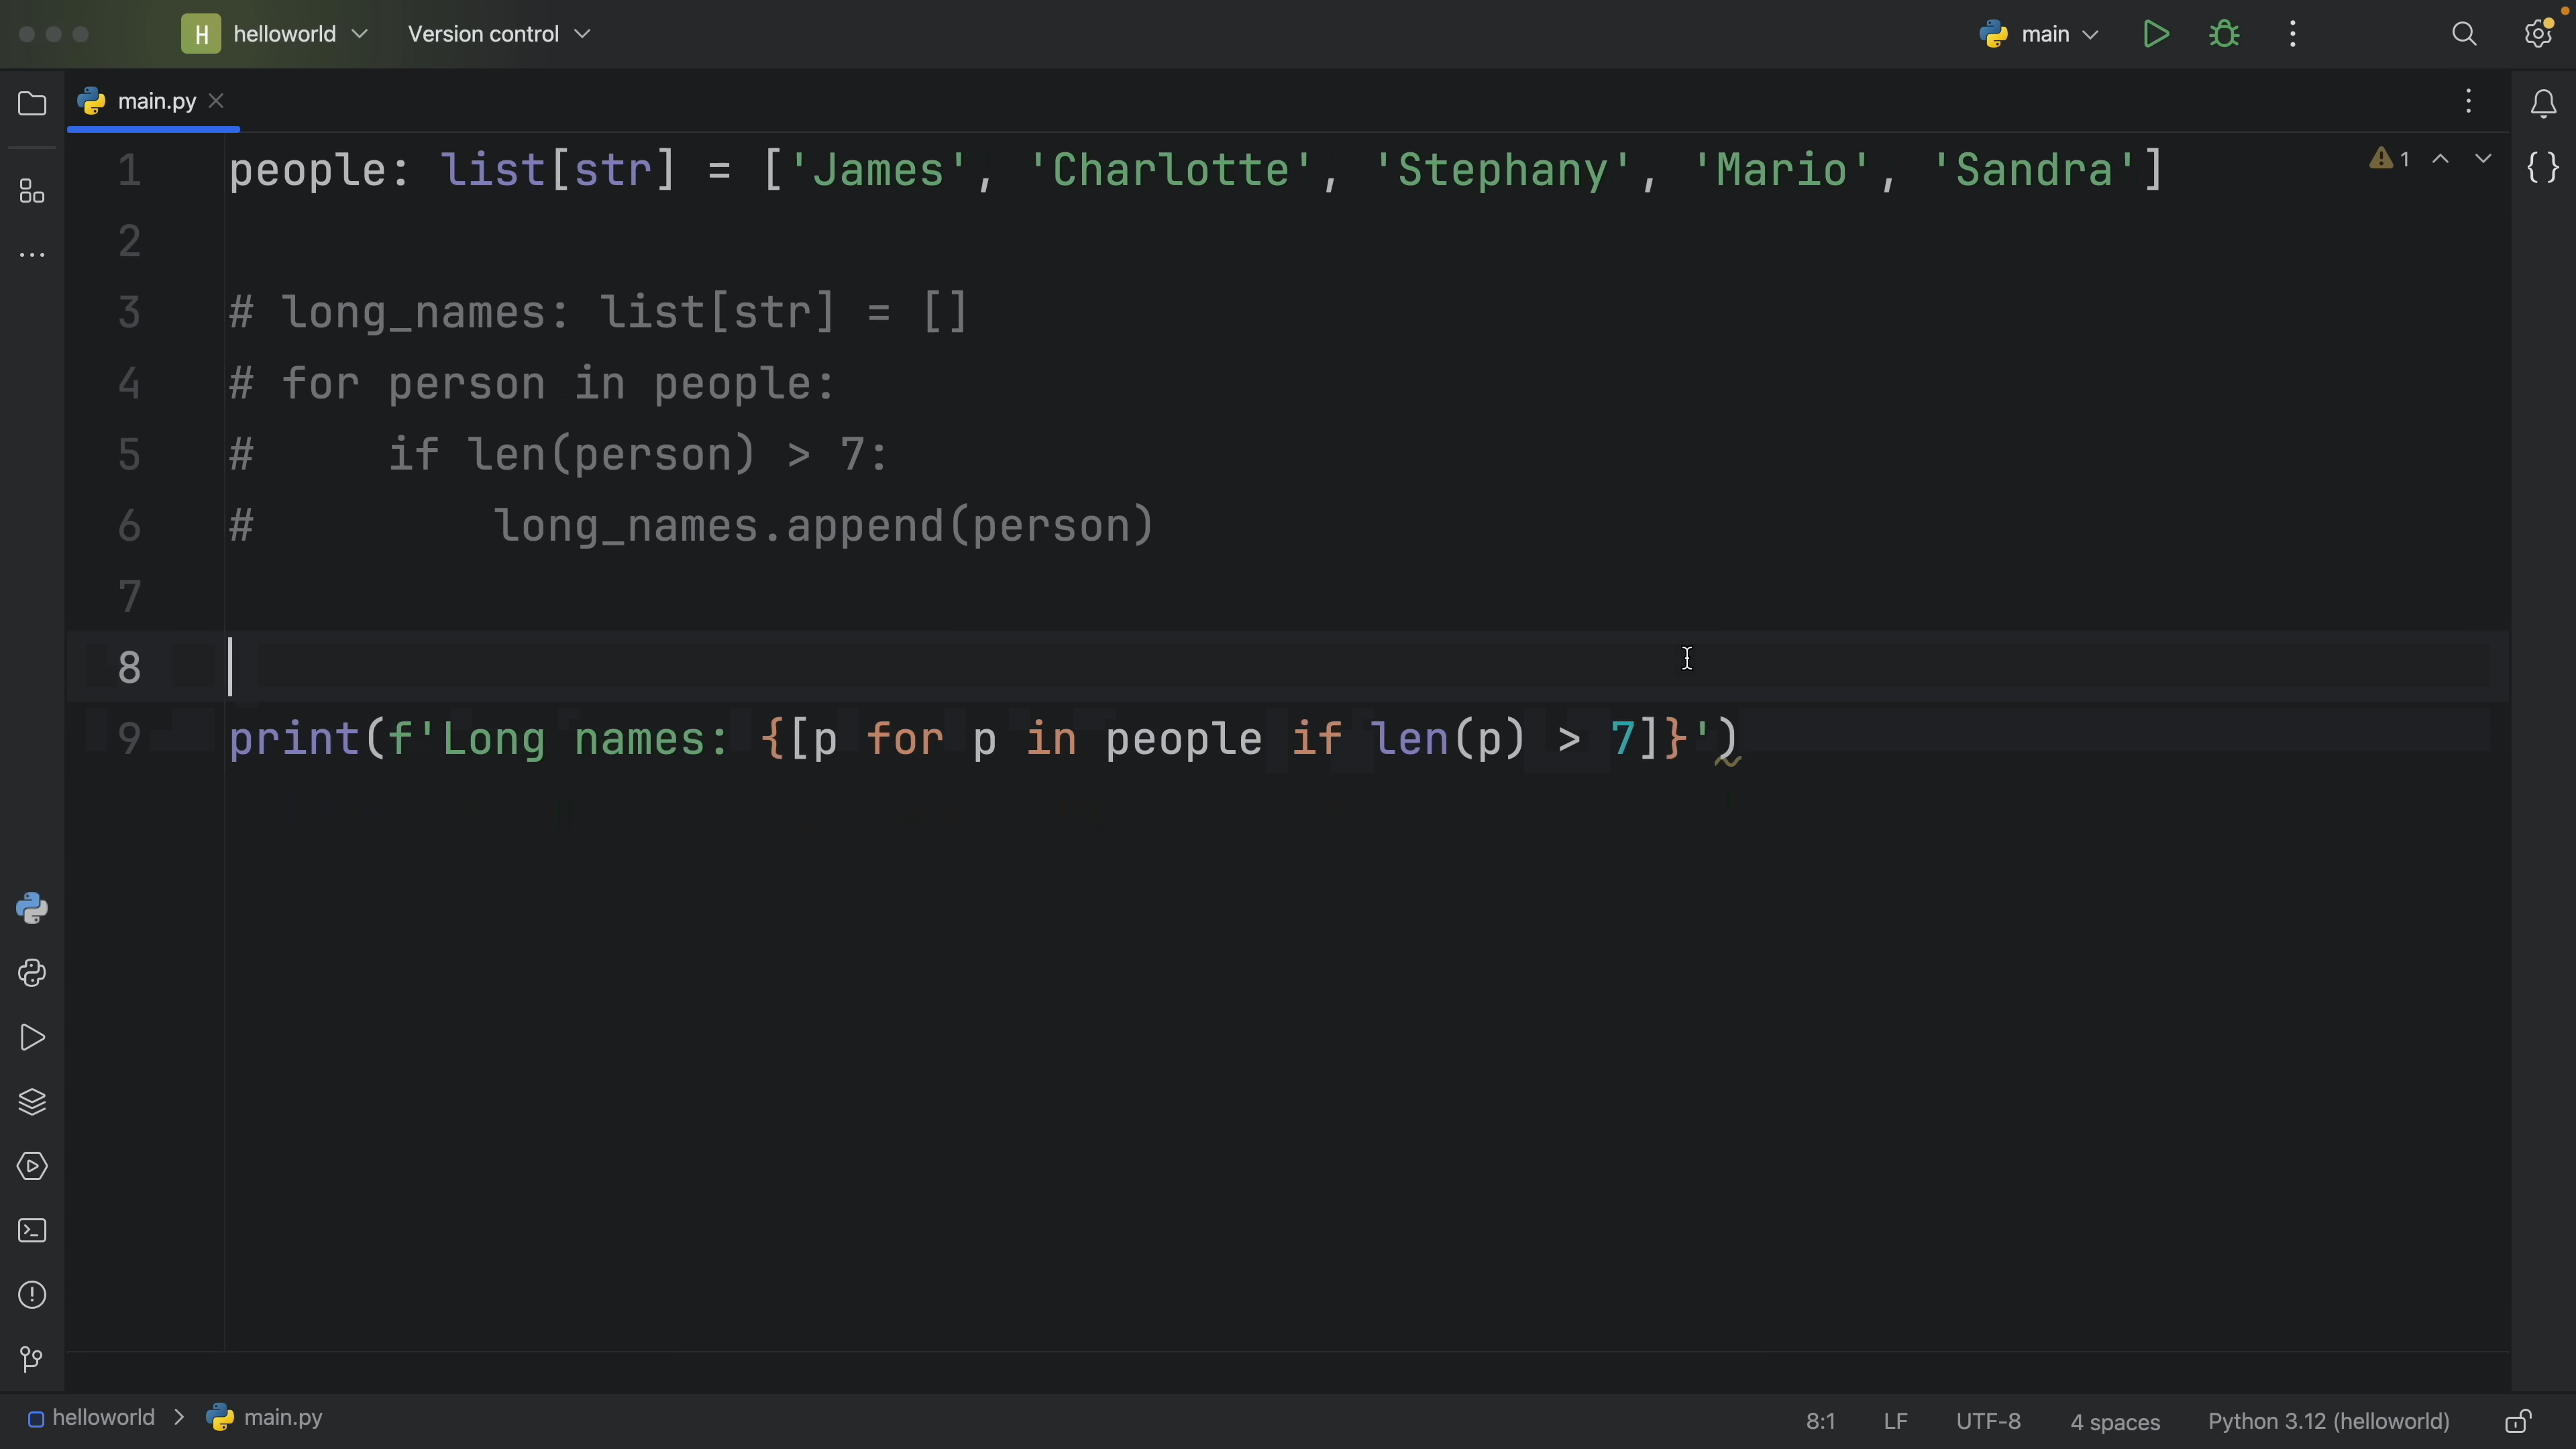 H helloworld Version control main
main.py
1 people: list[str] = ['James', 'Charlotte', 'Stephany', 'Mario', 'Sandra'] 1
2
3 # long_names: list[str] = []
4 # for person in people:
5 #     if len(person) > 7:
6 #         long_names.append(person)
7
8
9 print(f'Long names: {[p for p in people if len(p) > 7]}')
helloworld > main.py 8:1 LF UTF-8 4 spaces Python 3.12 (helloworld)